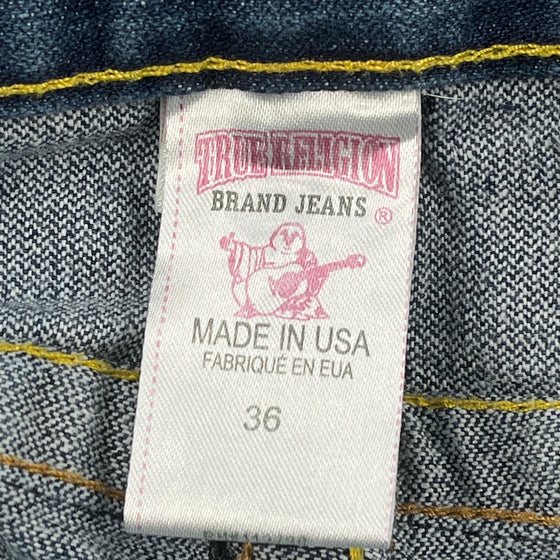 TRUE RELIGION
BRAND JEANS ®
MADE IN USA
FABRIQUÉ EN EUA
36